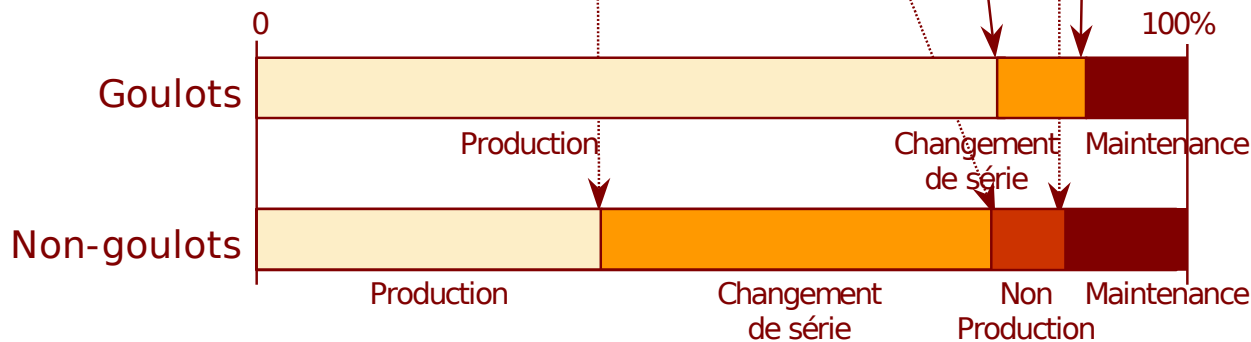 0
100%
Goulots
Production
Changement
de série
Maintenance
Non-goulots
Production
Changement
de série
Non
Production
Maintenance